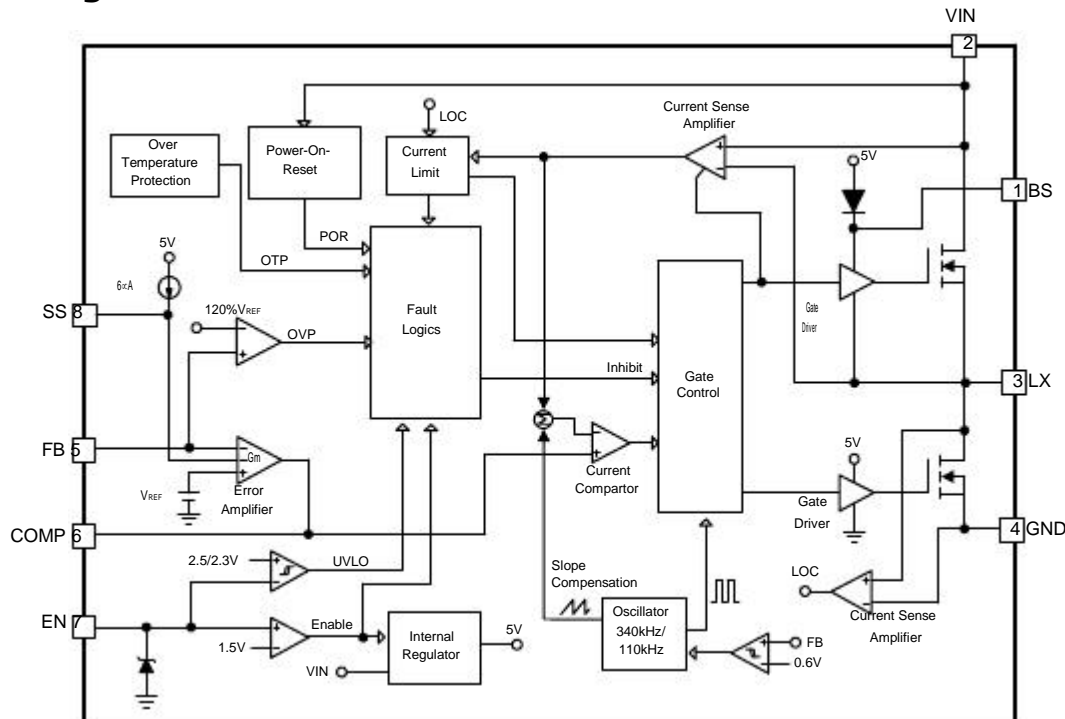 VIN
2
LOC
Current Sense
Amplifier
Over
Temperature
Protection
Power-On-
Reset
Current
Limit
5V
1 BS
POR
OTP
5V
6∝A
SS 8
120%VREF
OVP
Fault
Logics
Gate
Driver
Inhibit
Gate
Control
3 LX
FB 5
Gm
Error
Amplifier
VREF
Σ
Current
Compartor
5V
Gate
Driver
COMP 6
4 GND
2.5/2.3V
UVLO
Slope
Compensation
LOC
Current Sense
Amplifier
EN 7
Enable
1.5V
Internal
Regulator
5V
VIN
Oscillator
340kHz/
110kHz
FB
0.6V